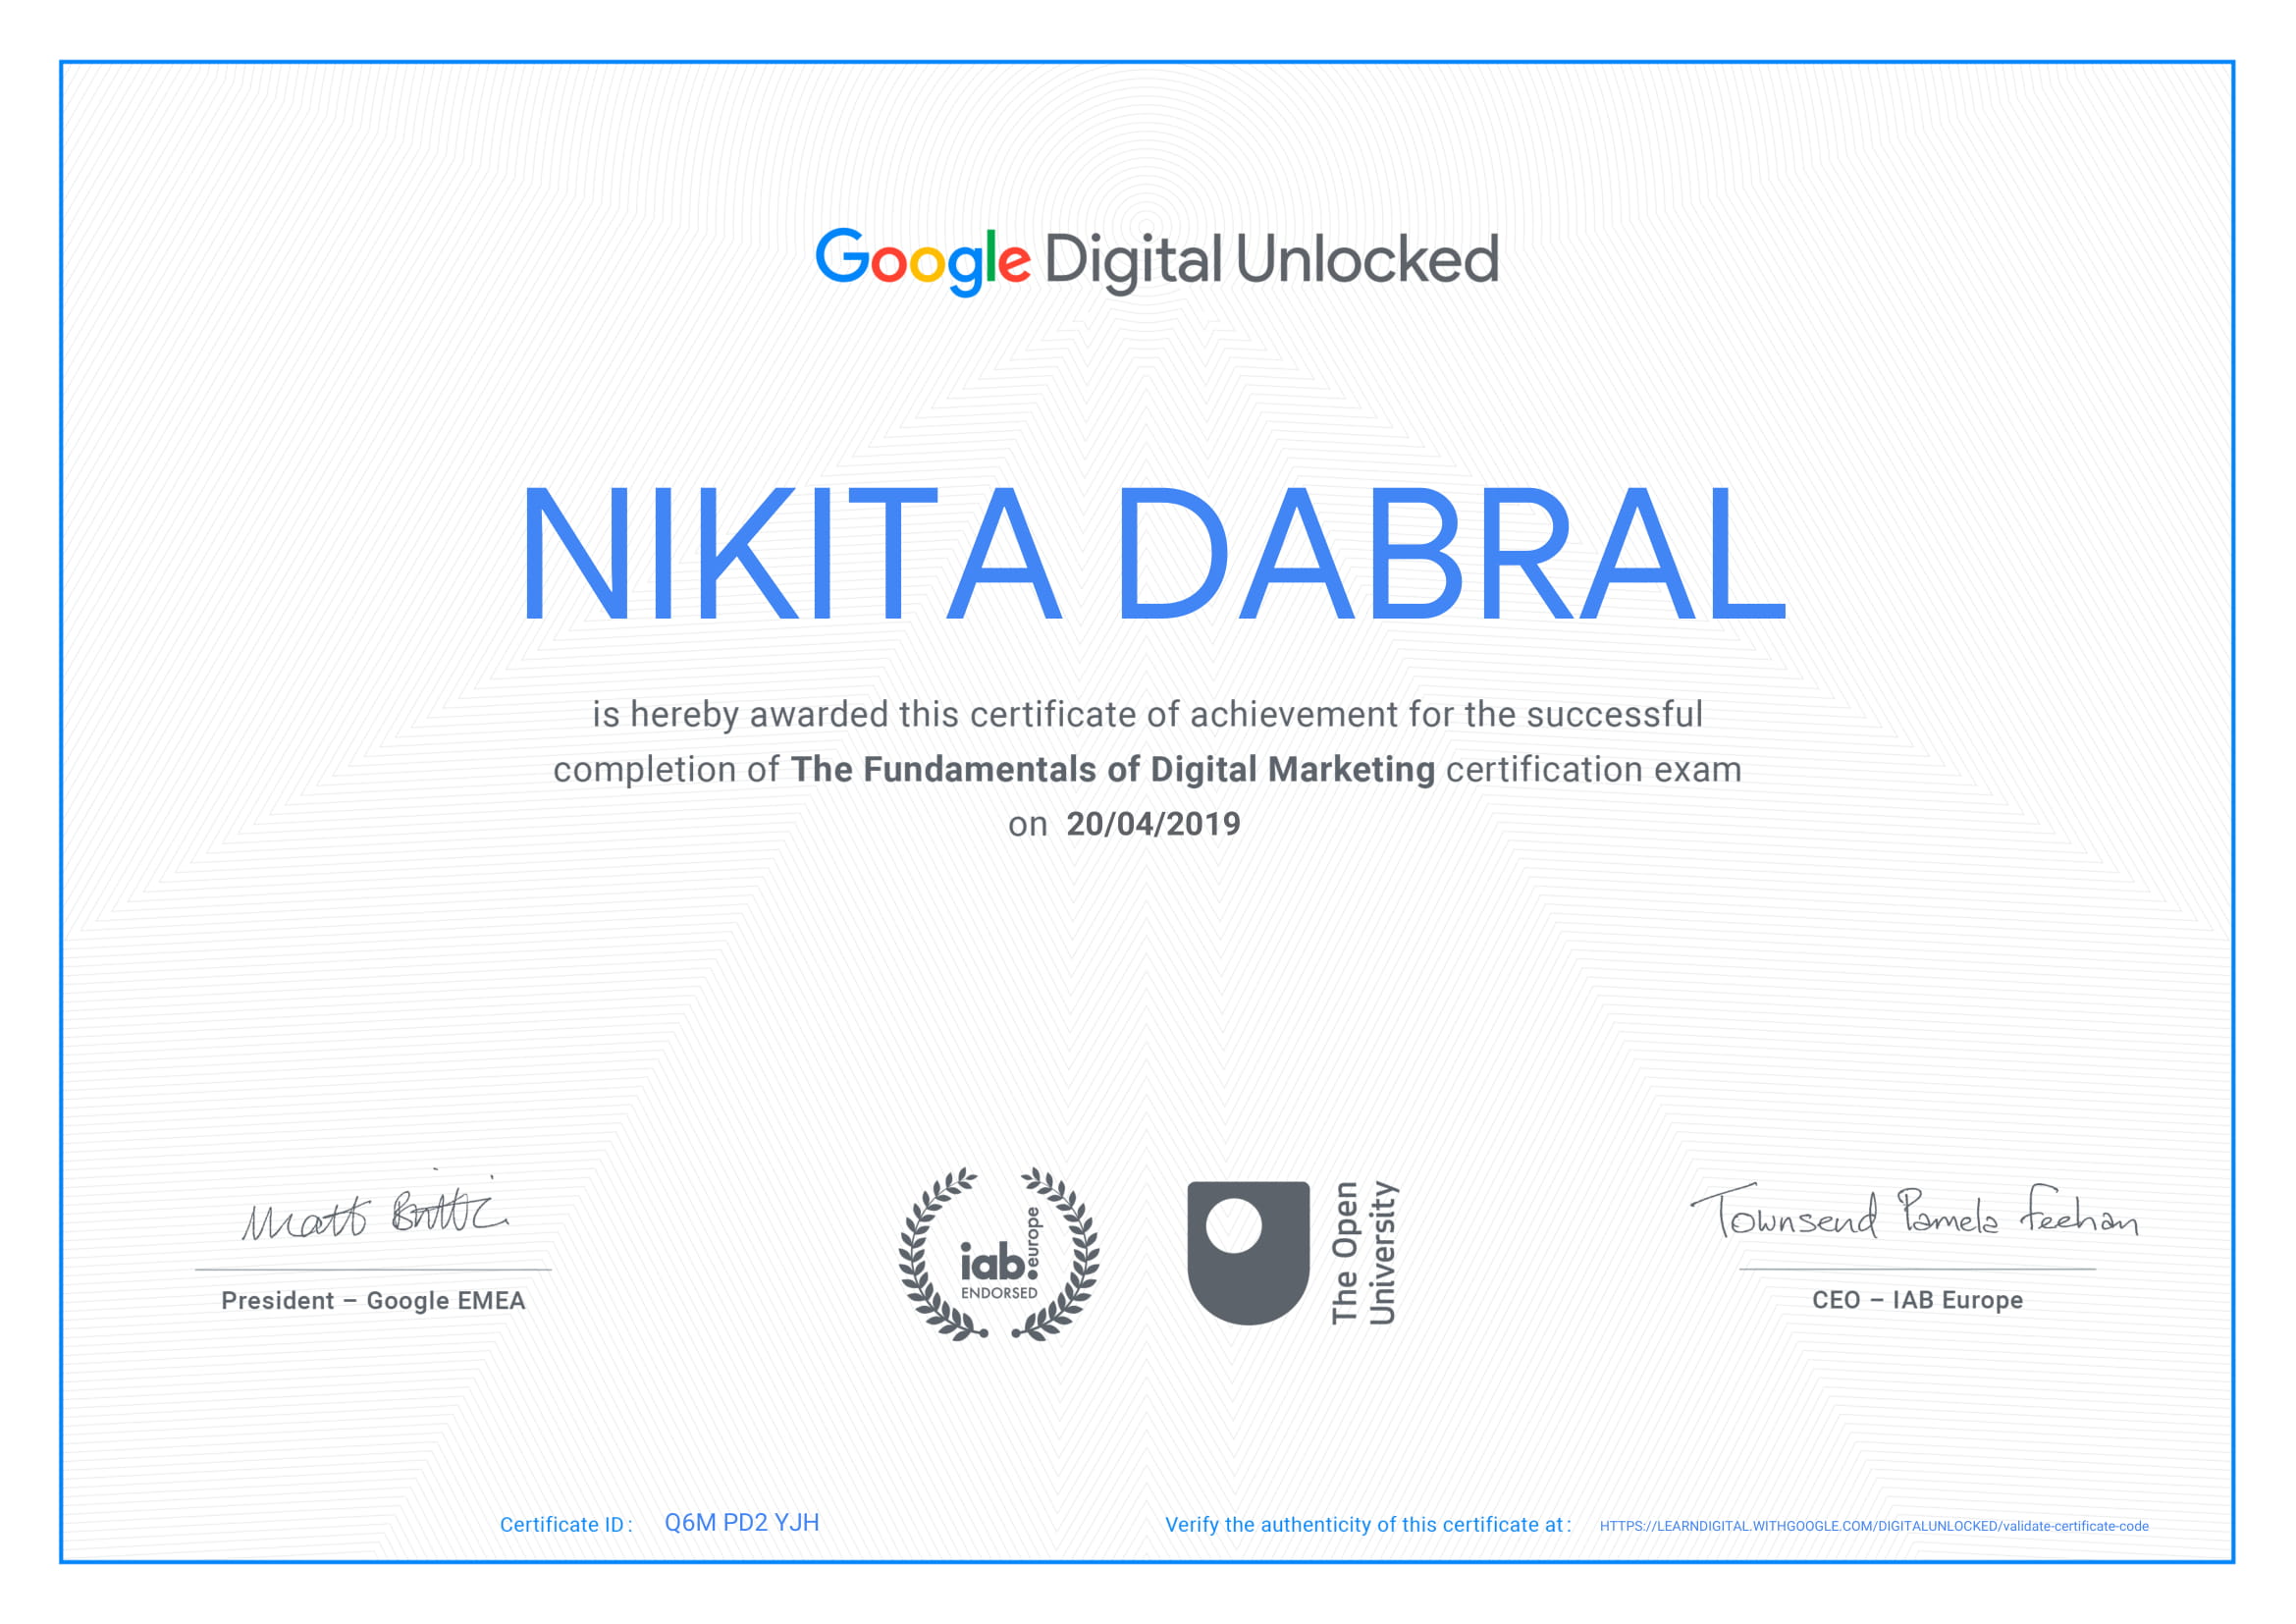 Google Digital Unlocked
NIKITA DABRAL
is hereby awarded this certificate of achievement for the successful
completion of The Fundamentals of Digital Marketing certification exam
on 20/04/2019
Matt Brittin
President – Google EMEA
iab.europe
ENDORSED
The Open
University
Townsend Pamela Feehan
CEO – IAB Europe
Certificate ID : Q6M PD2 YJH
Verify the authenticity of this certificate at : HTTPS://LEARNDIGITAL.WITHGOOGLE.COM/DIGITALUNLOCKED/validate-certificate-code